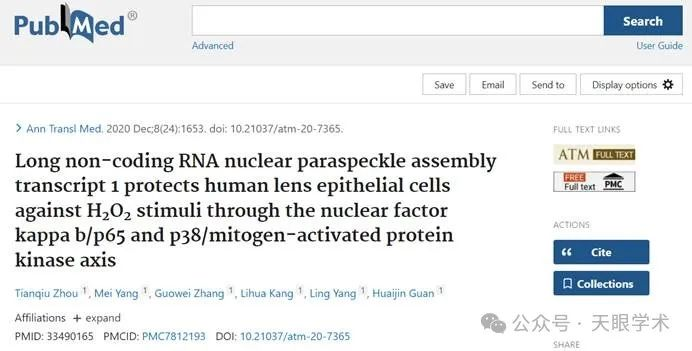 PubMed®
Search
Advanced
User Guide
Save
Email
Send to
Display options
Ann Transl Med. 2020 Dec;8(24):1653. doi: 10.21037/atm-20-7365.
Long non-coding RNA nuclear paraspeckle assembly
transcript 1 protects human lens epithelial cells
against H₂O₂ stimuli through the nuclear factor
kappa b/p65 and p38/mitogen-activated protein
kinase axis
Tianqiu Zhou 1, Mei Yang 1, Guowei Zhang 1, Lihua Kang 1, Ling Yang 1, Huaijin Guan 1
Affiliations + expand
PMID: 33490165 PMCID: PMC7812193 DOI: 10.21037/atm-20-7365
FULL TEXT LINKS
ATM FULL TEXT
FREE Full text PMC
ACTIONS
Cite
Collections
SHARE
公众号 · 天眼学术